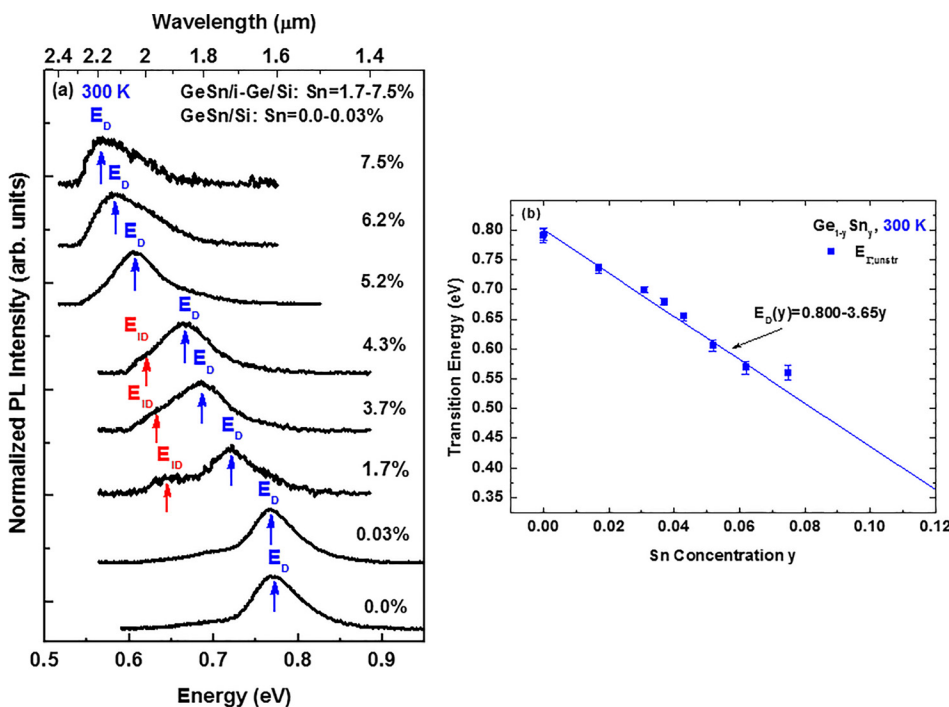 Wavelength (μm)
2.4 2.2 2 1.8 1.6 1.4
(a) 300 K
GeSn/i-Ge/Si: Sn=1.7-7.5%
GeSn/Si: Sn=0.0-0.03%
E_D
7.5%
E_D
6.2%
E_D
5.2%
E_D
E_ID
4.3%
E_D
E_ID
3.7%
E_D
E_ID
1.7%
E_D
0.03%
E_D
0.0%
Normalized PL Intensity (arb. units)
0.5 0.6 0.7 0.8 0.9
Energy (eV)
(b)
Ge1-y Sny, 300 K
EΣunstr
E_D(y)=0.800-3.65y
Transition Energy (eV)
0.80
0.75
0.70
0.65
0.60
0.55
0.50
0.45
0.40
0.35
0.00 0.02 0.04 0.06 0.08 0.10 0.12
Sn Concentration y